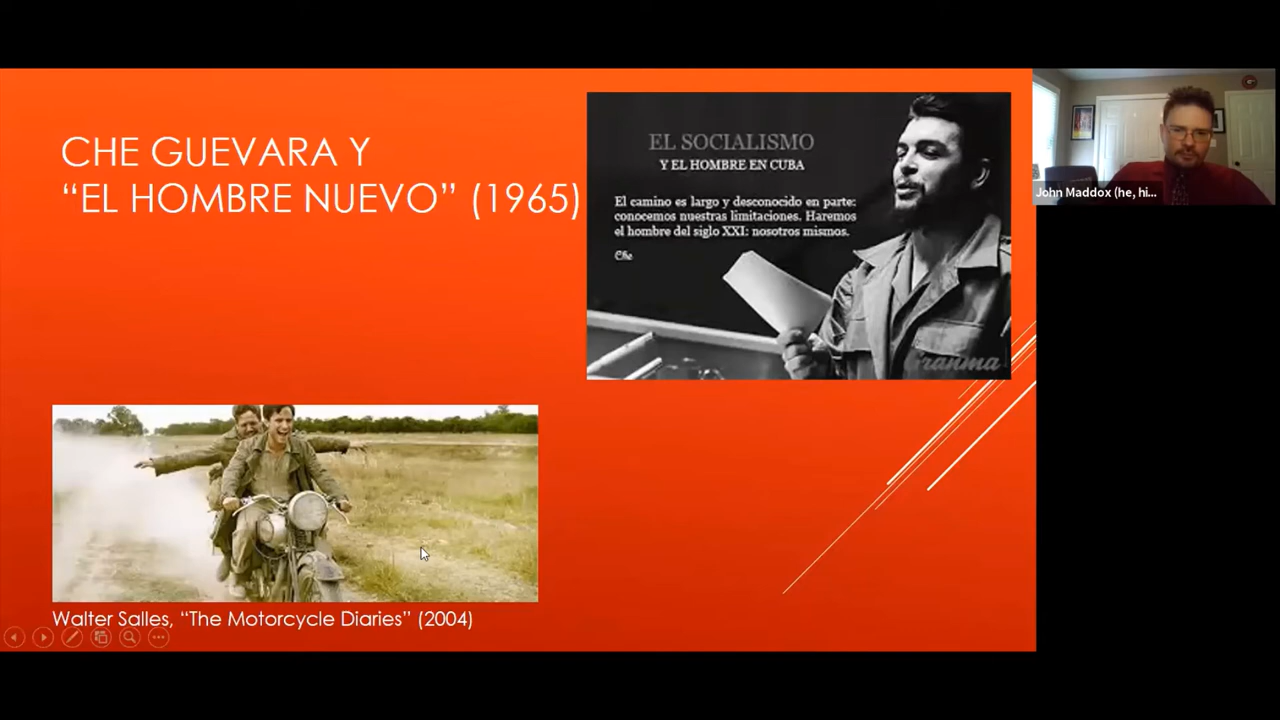 CHE GUEVARA Y
“EL HOMBRE NUEVO” (1965)
EL SOCIALISMO
Y EL HOMBRE EN CUBA
El camino es largo y desconocido en parte:
conocemos nuestras limitaciones. Haremos
el hombre del siglo XXI: nosotros mismos.
Che
Granma
John Maddox (he, hi...
Walter Salles, “The Motorcycle Diaries” (2004)